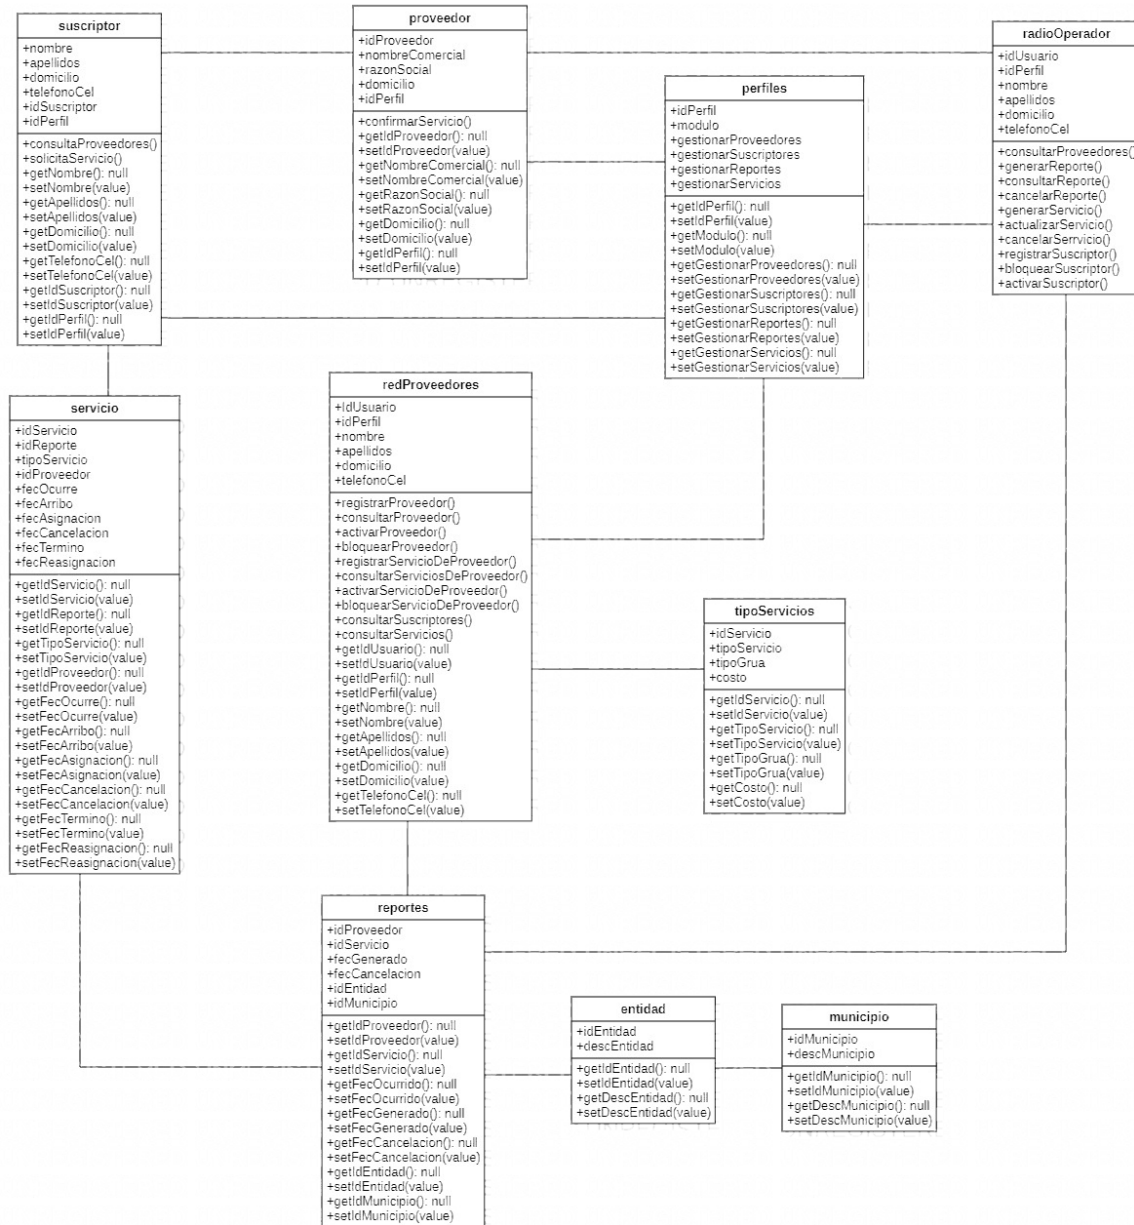 suscriptor
+nombre
+apellidos
+domicilio
+telefonoCel
+idSuscriptor
+idPerfil
+consultaProveedores()
+solicitaServicio()
+getNombre(): null
+setNombre(value)
+getApellidos(): null
+setApellidos(value)
+getDomicilio(): null
+setDomicilio(value)
+getTelefonoCel(): null
+setTelefonoCel(value)
+getIdSuscriptor(): null
+setIdSuscriptor(value)
+getIdPerfil(): null
+setIdPerfil(value)
proveedor
+idProveedor
+nombreComercial
+razonSocial
+domicilio
+idPerfil
+confirmarServicio()
+getIdProveedor(): null
+setIdProveedor(value)
+getNombreComercial(): null
+setNombreComercial(value)
+getRazonSocial(): null
+setRazonSocial(value)
+getDomicilio(): null
+setDomicilio(value)
+getIdPerfil(): null
+setIdPerfil(value)
perfiles
+idPerfil
+modulo
+gestionarProveedores
+gestionarSuscriptores
+gestionarReportes
+gestionarServicios
+getIdPerfil(): null
+setIdPerfil(value)
+getModulo(): null
+setModulo(value)
+getGestionarProveedores(): null
+setGestionarProveedores(value)
+getGestionarSuscriptores(): null
+setGestionarSuscriptores(value)
+getGestionarReportes(): null
+setGestionarReportes(value)
+getGestionarServicios(): null
+setGestionarServicios(value)
radioOperador
+idUsuario
+idPerfil
+nombre
+apellidos
+domicilio
+telefonoCel
+consultarProveedores()
+generarReporte()
+consultarReporte()
+cancelarReporte()
+generarServicio()
+actualizarServicio()
+cancelarSerrvicio()
+registrarSuscriptor()
+bloquearSuscriptor()
+activarSuscriptor()
servicio
+idServicio
+idReporte
+tipoServicio
+idProveedor
+fecOcurre
+fecArribo
+fecAsignacion
+fecCancelacion
+fecTermino
+fecReasignacion
+getIdServicio(): null
+setIdServicio(value)
+getIdReporte(): null
+setIdReporte(value)
+getTipoServicio(): null
+setTipoServicio(value)
+getIdProveedor(): null
+setIdProveedor(value)
+getFecOcurre(): null
+setFecOcurre(value)
+getFecArribo(): null
+setFecArribo(value)
+getFecAsignacion(): null
+setFecAsignacion(value)
+getFecCancelacion(): null
+setFecCancelacion(value)
+getFecTermino(): null
+setFecTermino(value)
+getFecReasignacion(): null
+setFecReasignacion(value)
redProveedores
+IdUsuario
+idPerfil
+nombre
+apellidos
+domicilio
+telefonoCel
+registrarProveedor()
+consultarProveedor()
+activarProveedor()
+bloquearProveedor()
+registrarServicioDeProveedor()
+consultarServiciosDeProveedor()
+activarServicioDeProveedor()
+bloquearServicioDeProveedor()
+consultarSuscriptores()
+consultarServicios()
+getIdUsuario(): null
+setIdUsuario(value)
+getIdPerfil(): null
+setIdPerfil(value)
+getNombre(): null
+setNombre(value)
+getApellidos(): null
+setApellidos(value)
+getDomicilio(): null
+setDomicilio(value)
+getTelefonoCel(): null
+setTelefonoCel(value)
tipoServicios
+idServicio
+tipoServicio
+tipoGrua
+costo
+getIdServicio(): null
+setIdServicio(value)
+getTipoServicio(): null
+setTipoServicio(value)
+getTipoGrua(): null
+setTipoGrua(value)
+getCosto(): null
+setCosto(value)
reportes
+idProveedor
+idServicio
+fecGenerado
+fecCancelacion
+idEntidad
+idMunicipio
+getIdProveedor(): null
+setIdProveedor(value)
+getIdServicio(): null
+setIdServicio(value)
+getFecOcurrido(): null
+setFecOcurrido(value)
+getFecGenerado(): null
+setFecGenerado(value)
+getFecCancelacion(): null
+setFecCancelacion(value)
+getIdEntidad(): null
+setIdEntidad(value)
+getIdMunicipio(): null
+setIdMunicipio(value)
entidad
+idEntidad
+descEntidad
+getIdEntidad(): null
+setIdEntidad(value)
+getDescEntidad(): null
+setDescEntidad(value)
municipio
+idMunicipio
+descMunicipio
+getIdMunicipio(): null
+setIdMunicipio(value)
+getDescMunicipio(): null
+setDescMunicipio(value)